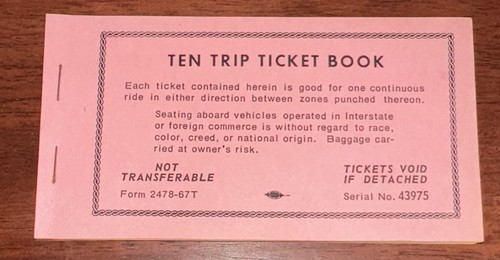 TEN TRIP TICKET BOOK
Each ticket contained herein is good for one continuous
ride in either direction between zones punched thereon.
Seating aboard vehicles operated in Interstate
or foreign commerce is without regard to race,
color, creed, or national origin. Baggage car-
ried at owner's risk.
NOT
TRANSFERABLE
TICKETS VOID
IF DETACHED
Form 2478-67T
Serial No. 43975